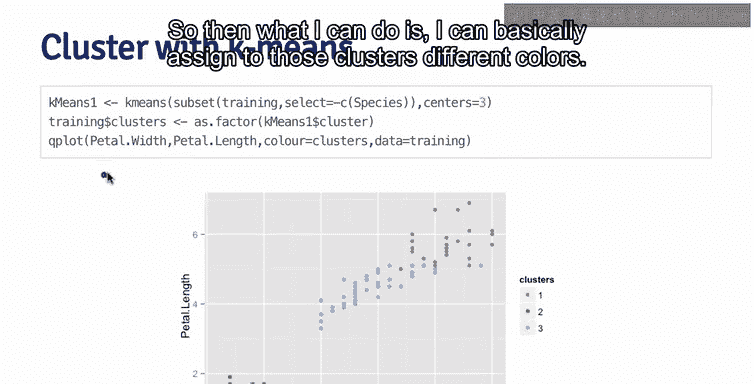 So then what I can do is, I can basically
assign to those clusters different colors.
Cluster with k-means
kMeans1 <- kmeans(subset(training,select=-c(Species)),centers=3)
training$clusters <- as.factor(kMeans1$cluster)
qplot(Petal.Width,Petal.Length,colour=clusters,data=training)
6
4
2
Petal.Length
clusters
1
2
3